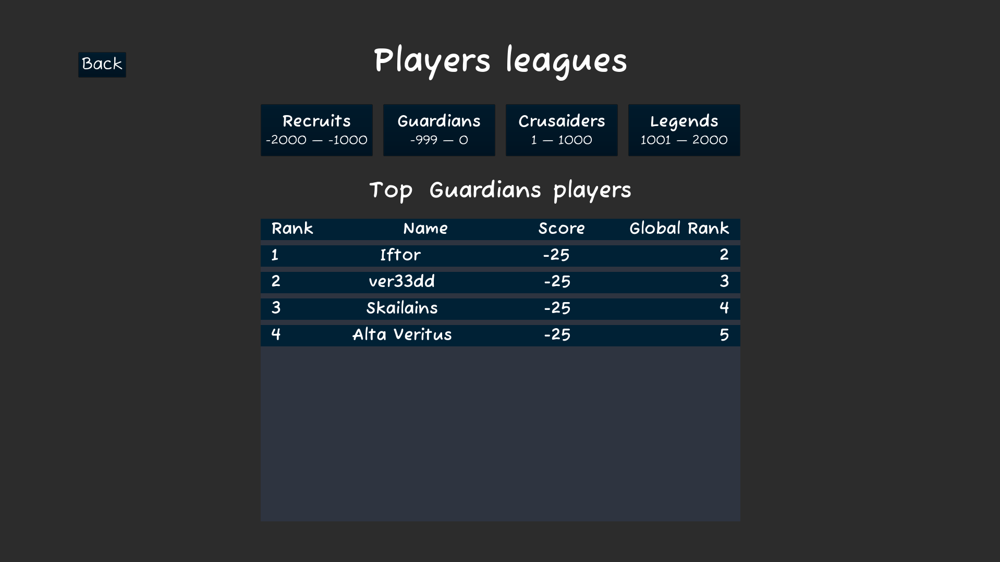 Back
Players leagues
Recruits Guardians Crusaiders Legends
-2000 — -1000 -999 — 0 1 — 1000 1001 — 2000
Top Guardians players
Rank Name Score Global Rank
1 Iftor -25 2
2 ver33dd -25 3
3 Skailains -25 4
4 Alta Veritus -25 5